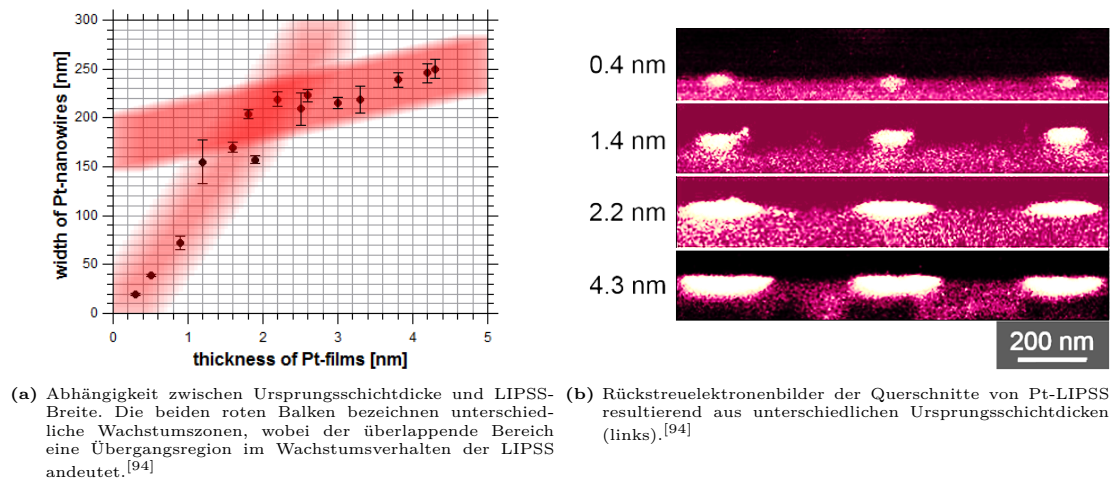 300
250
200
150
100
50
0
width of Pt-nanowires [nm]
0 1 2 3 4 5
thickness of Pt-films [nm]
0.4 nm
1.4 nm
2.2 nm
4.3 nm
200 nm
(a) Abhängigkeit zwischen Ursprungsschichtdicke und LIPSS-
Breite. Die beiden roten Balken bezeichnen unterschied-
liche Wachstumszonen, wobei der überlappende Bereich
eine Übergangsregion im Wachstumsverhalten der LIPSS
andeutet.[94]
(b) Rückstreuelektronenbilder der Querschnitte von Pt-LIPSS
resultierend aus unterschiedlichen Ursprungsschichtdicken
(links).[94]